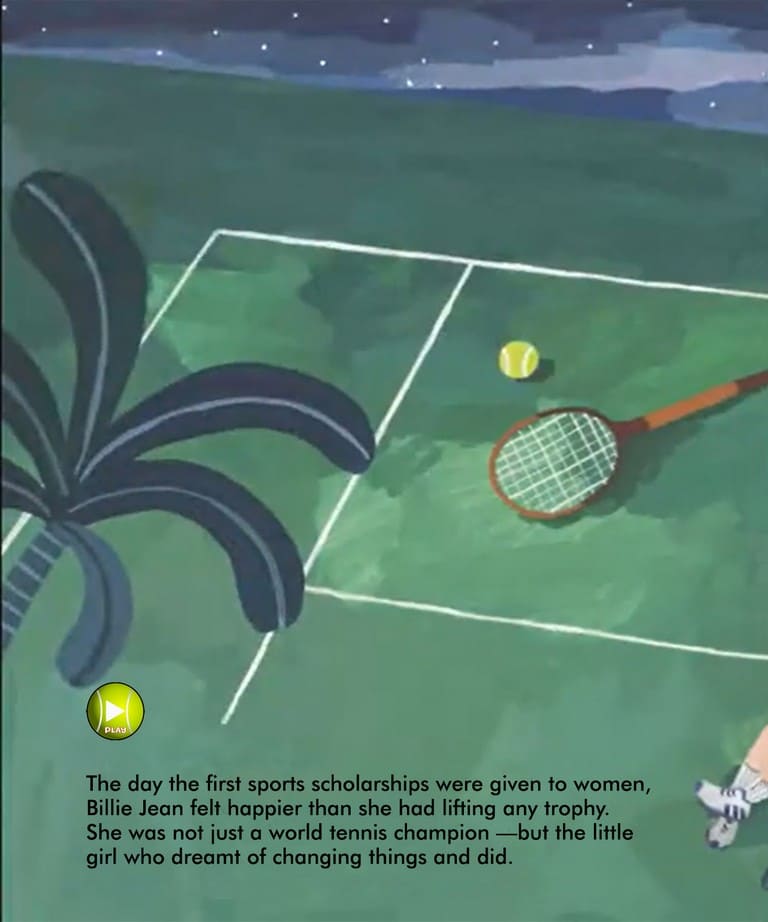 PLAY
The day the first sports scholarships were given to women,
Billie Jean felt happier than she had lifting any trophy.
She was not just a world tennis champion —but the little
girl who dreamt of changing things and did.